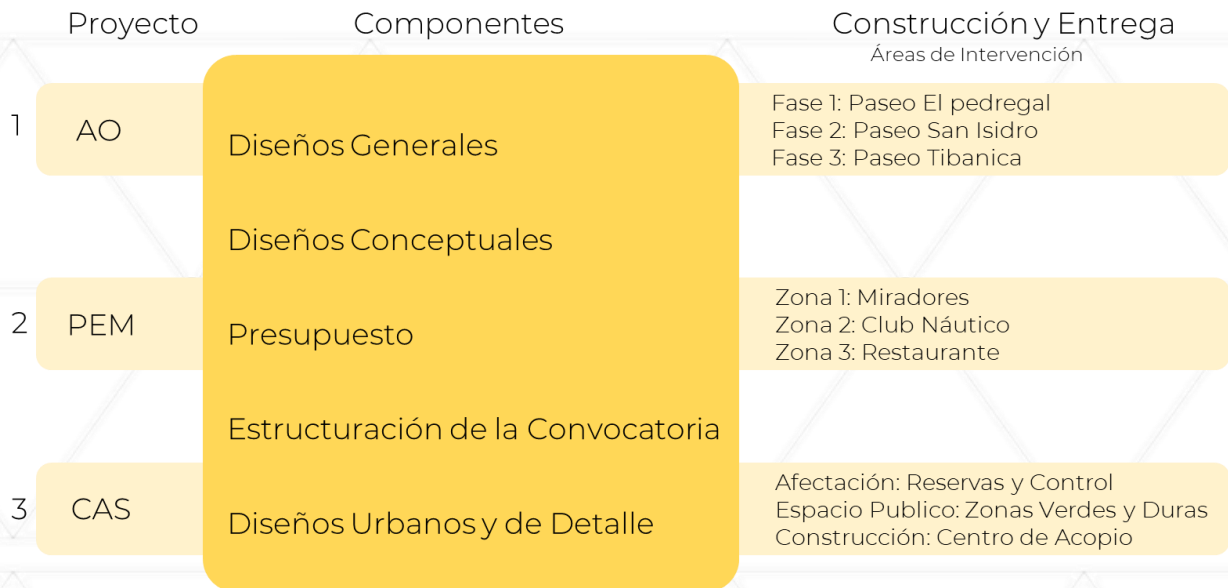 Proyecto
Componentes
Construcción y Entrega
Áreas de Intervención
1
AO
Fase 1: Paseo El pedregal
Fase 2: Paseo San Isidro
Fase 3: Paseo Tibanica
Diseños Generales
Diseños Conceptuales
2
PEM
Presupuesto
Zona 1: Miradores
Zona 2: Club Náutico
Zona 3: Restaurante
Estructuración de la Convocatoria
3
CAS
Diseños Urbanos y de Detalle
Afectación: Reservas y Control
Espacio Publico: Zonas Verdes y Duras
Construcción: Centro de Acopio